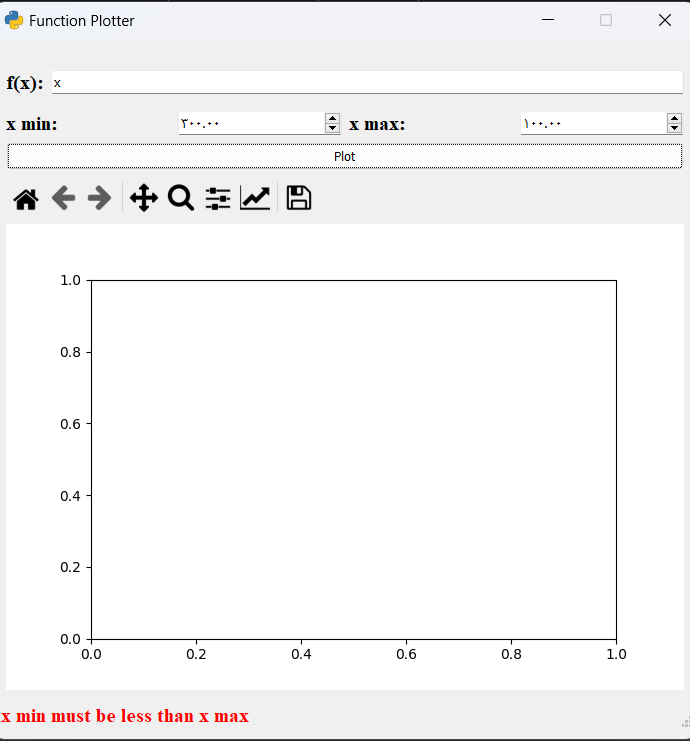 Function Plotter
f(x): x
x min: ٣٠٠.٠٠ x max: ١٠٠.٠٠
Plot
1.0
0.8
0.6
0.4
0.2
0.0
0.0 0.2 0.4 0.6 0.8 1.0
x min must be less than x max